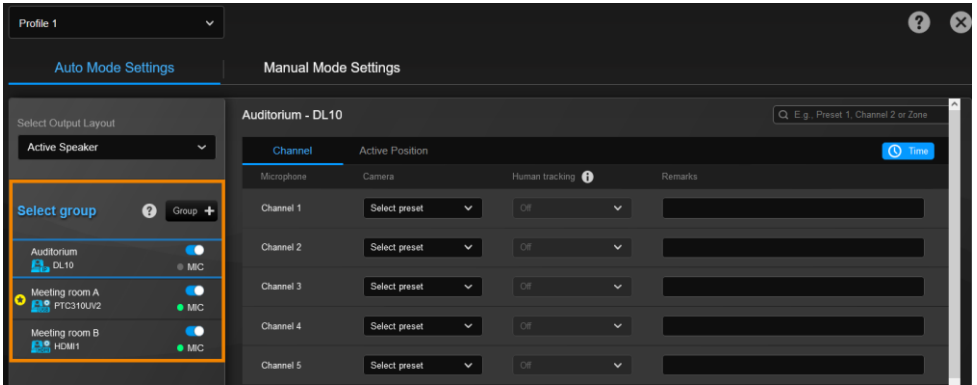 Profile 1
Auto Mode Settings
Manual Mode Settings
Select Output Layout
Active Speaker
Select group
Group +
Auditorium
DL10
MIC
Meeting room A
PTC310UV2
MIC
Meeting room B
HDMI1
MIC
Auditorium - DL10
E.g., Preset 1, Channel 2 or Zone
Channel Active Position Time
Microphone Camera Human tracking Remarks
Channel 1 Select preset Off
Channel 2 Select preset Off
Channel 3 Select preset Off
Channel 4 Select preset Off
Channel 5 Select preset Off